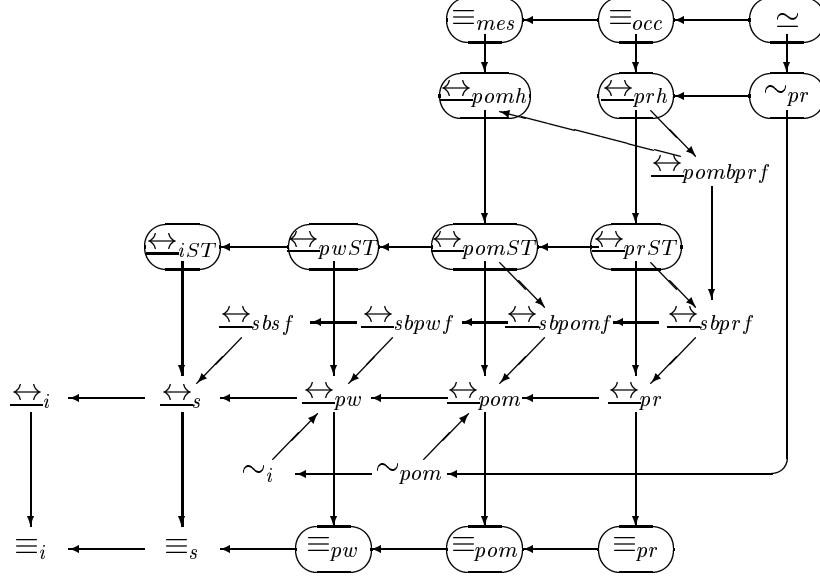 ≡mes ≡occ ≃
↔pomh ↔prh ∼pr
↔pombprf
↔iST ↔pwST ↔pomST ↔prST
↔sbsf ↔sbpwf ↔sbpomf ↔sbprf
↔i ↔s ↔pw ↔pom ↔pr
∼i ∼pom
≡i ≡s ≡pw ≡pom ≡pr